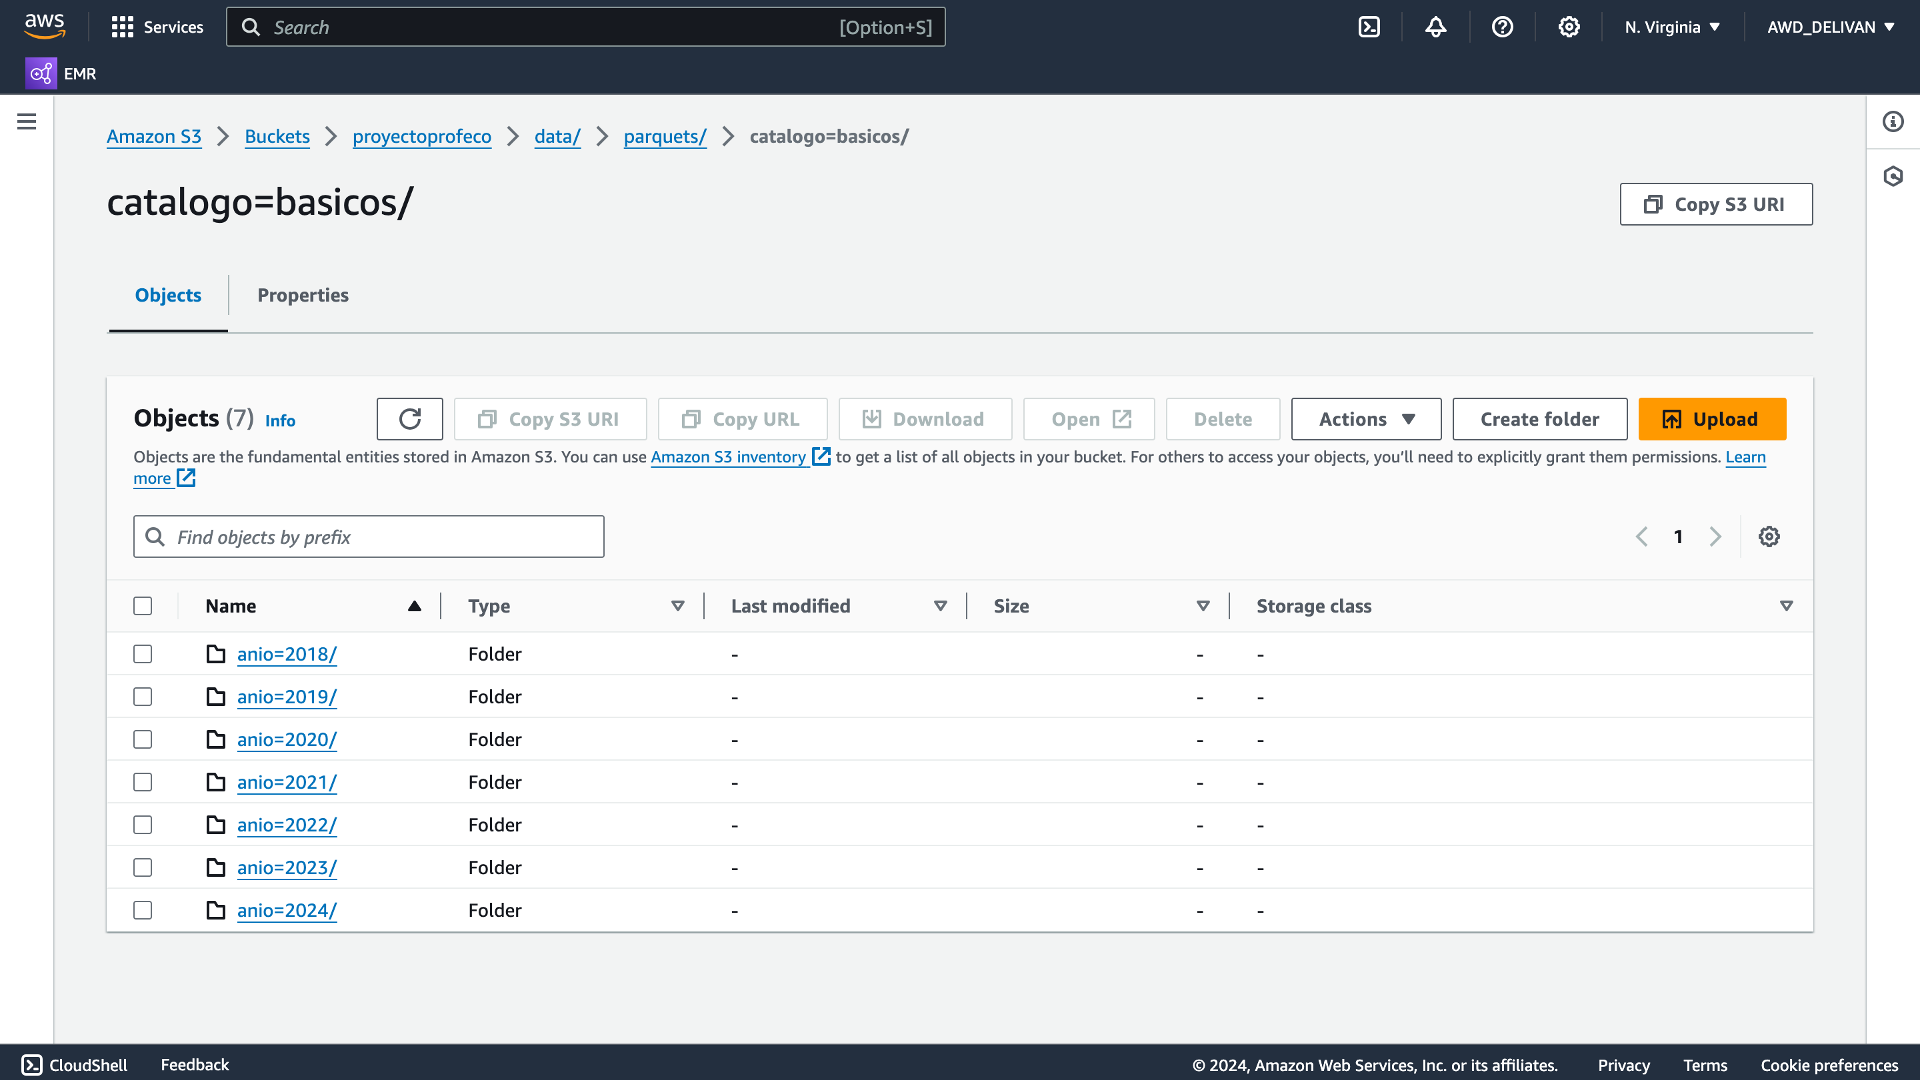 aws Services Search [Option+S] N. Virginia AWD_DELIVAN
EMR
Amazon S3 Buckets proyectoprofeco data/ parquets/ catalogo=basicos/
catalogo=basicos/ Copy S3 URI
Objects Properties
Objects (7) Info Copy S3 URI Copy URL Download Open Delete Actions Create folder Upload
Objects are the fundamental entities stored in Amazon S3. You can use Amazon S3 inventory to get a list of all objects in your bucket. For others to access your objects, you’ll need to explicitly grant them permissions. Learn
more
Find objects by prefix 1
Name Type Last modified Size Storage class
anio=2018/ Folder - - -
anio=2019/ Folder - - -
anio=2020/ Folder - - -
anio=2021/ Folder - - -
anio=2022/ Folder - - -
anio=2023/ Folder - - -
anio=2024/ Folder - - -
CloudShell Feedback © 2024, Amazon Web Services, Inc. or its affiliates. Privacy Terms Cookie preferences